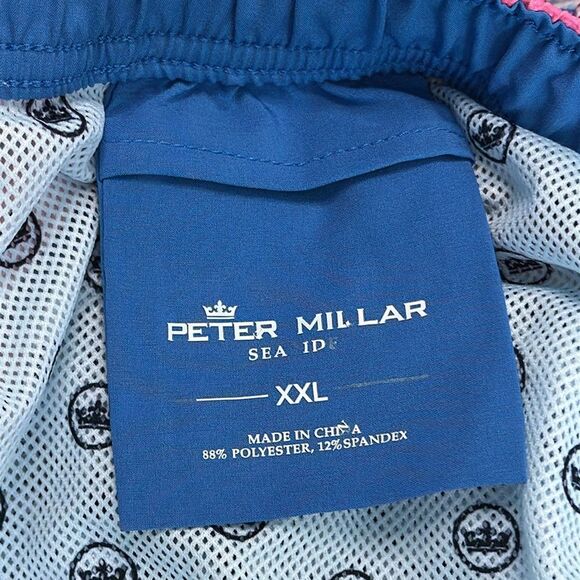 PETER MILLAR
SEA
XXL
MADE IN CHINA
88% POLYESTER, 12% SPANDEX